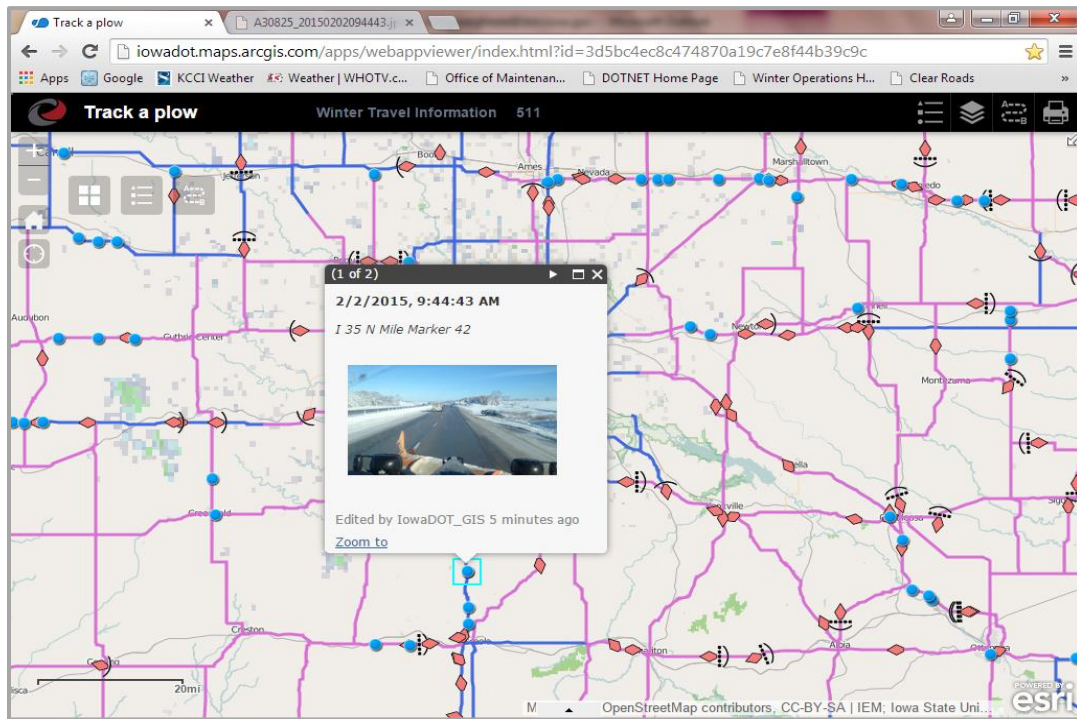 Track a plow
A30825_20150202094443.j
iowadot.maps.arcgis.com/apps/webappviewer/index.html?id=3d5bc4ec8c474870a19c7e8f44b39c9c
Apps Google KCCI Weather Weather | WHOTV.c... Office of Maintenan... DOTNET Home Page Winter Operations H... Clear Roads »
Track a plow Winter Travel Information 511
Boo
Ames
Nevada
Marshalltown
Jefferson
(1 of 2)
2/2/2015, 9:44:43 AM
I 35 N Mile Marker 42
Audubon
Guthrie Center
Newton
Montezuma
Edited by IowaDOT_GIS 5 minutes ago
Zoom to
Creston
Albia
20mi
OpenStreetMap contributors, CC-BY-SA | IEM; Iowa State Uni...
POWERED BY
esri